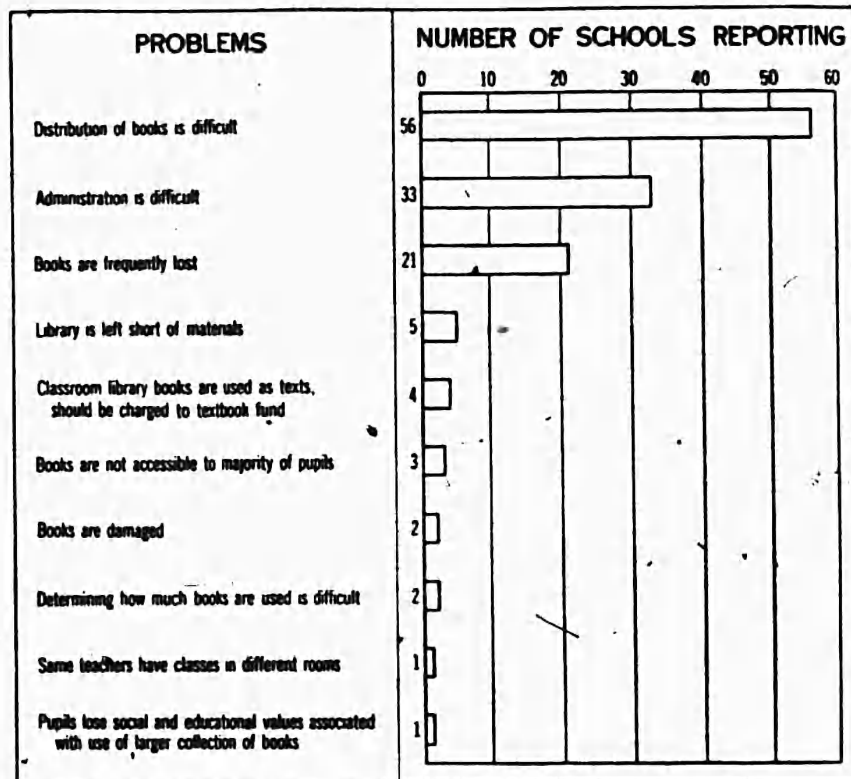 PROBLEMS
NUMBER OF SCHOOLS REPORTING
0 10 20 30 40 50 60
Distribution of books is difficult 56
Administration is difficult 33
Books are frequently lost 21
Library is left short of materials 5
Classroom library books are used as texts,
should be charged to textbook fund 4
Books are not accessible to majority of pupils 3
Books are damaged 2
Determining how much books are used is difficult 2
Same teachers have classes in different rooms 1
Pupils lose social and educational values associated
with use of larger collection of books 1